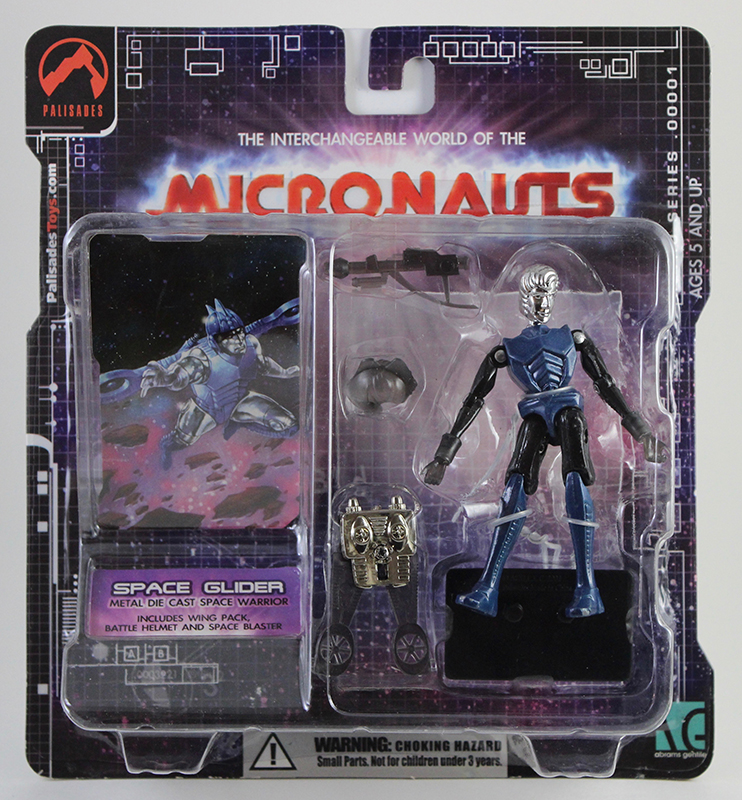 PALISADES
PalisadesToys.com
THE INTERCHANGEABLE WORLD OF THE
MICRONAUTS
SERIES .00001
AGES 5 AND UP
SPACE GLIDER
METAL DIE CAST SPACE WARRIOR
INCLUDES WING PACK,
BATTLE HELMET AND SPACE BLASTER
A B
0003921
WARNING: CHOKING HAZARD
Small Parts. Not for children under 3 years.
abrams gentile